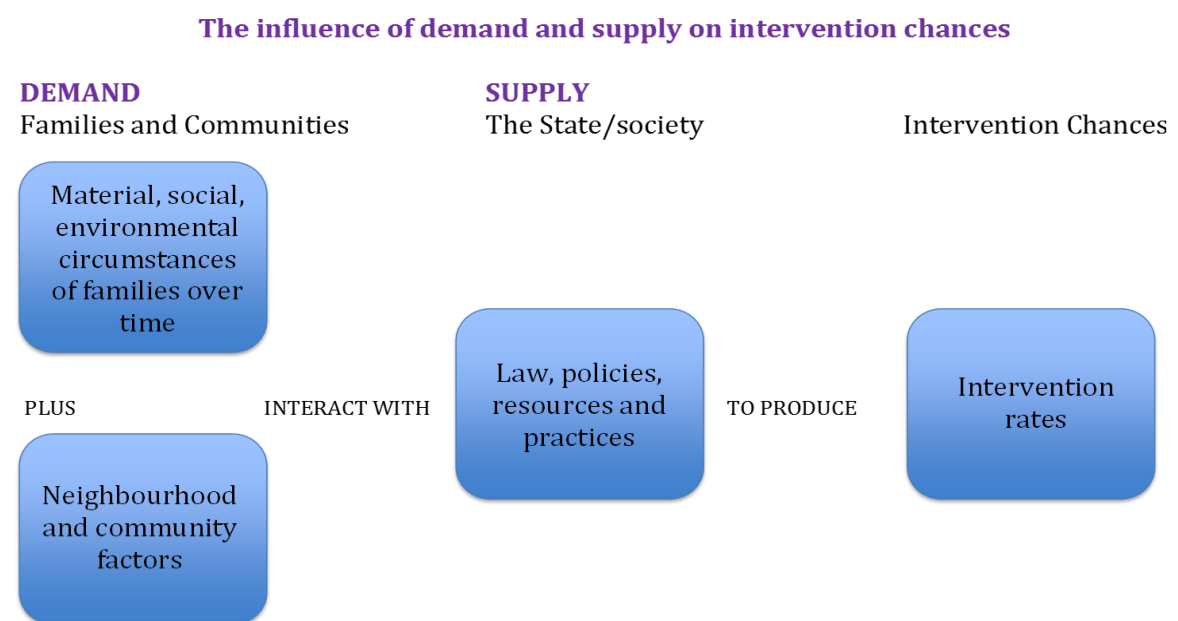 The influence of demand and supply on intervention chances
DEMAND
Families and Communities
SUPPLY
The State/society
Intervention Chances
Material, social,
environmental
circumstances
of families over
time
PLUS
Neighbourhood
and community
factors
INTERACT WITH
Law, policies,
resources and
practices
TO PRODUCE
Intervention
rates